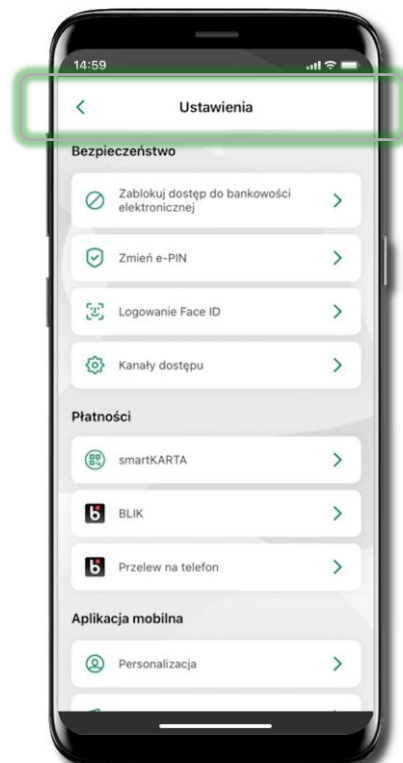 14:59
Ustawienia
Bezpieczeństwo
Zablokuj dostęp do bankowości
elektronicznej
Zmień e-PIN
Logowanie Face ID
Kanały dostępu
Płatności
smartKARTA
BLIK
Przelew na telefon
Aplikacja mobilna
Personalizacja